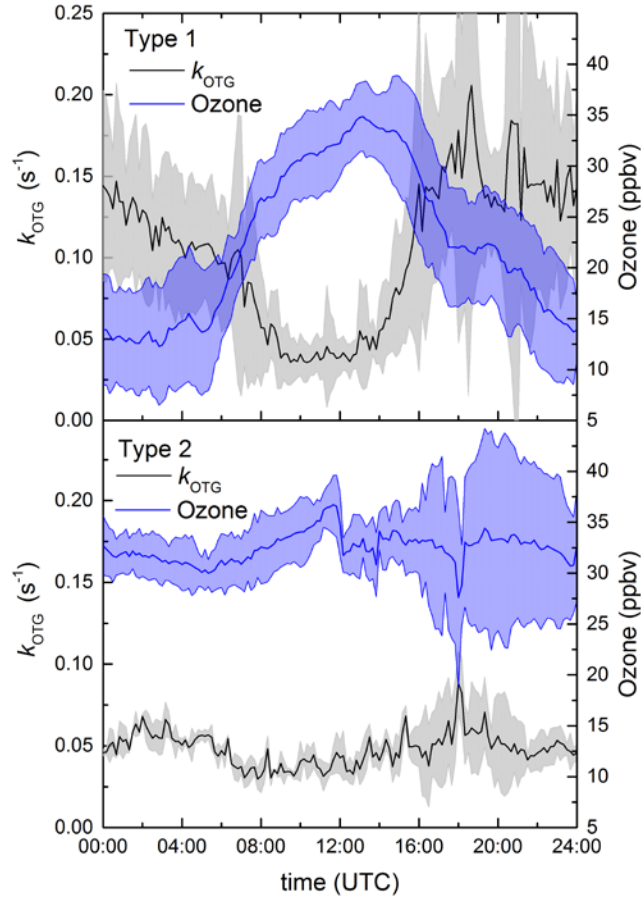 Type 1
kOTG
Ozone
0.25
0.20
0.15
0.10
0.05
0.00
kOTG (s-1)
40
35
30
25
20
15
10
5
Ozone (ppbv)
Type 2
kOTG
Ozone
0.20
0.15
0.10
0.05
0.00
kOTG (s-1)
40
35
30
25
20
15
10
5
Ozone (ppbv)
00:00 04:00 08:00 12:00 16:00 20:00 24:00
time (UTC)